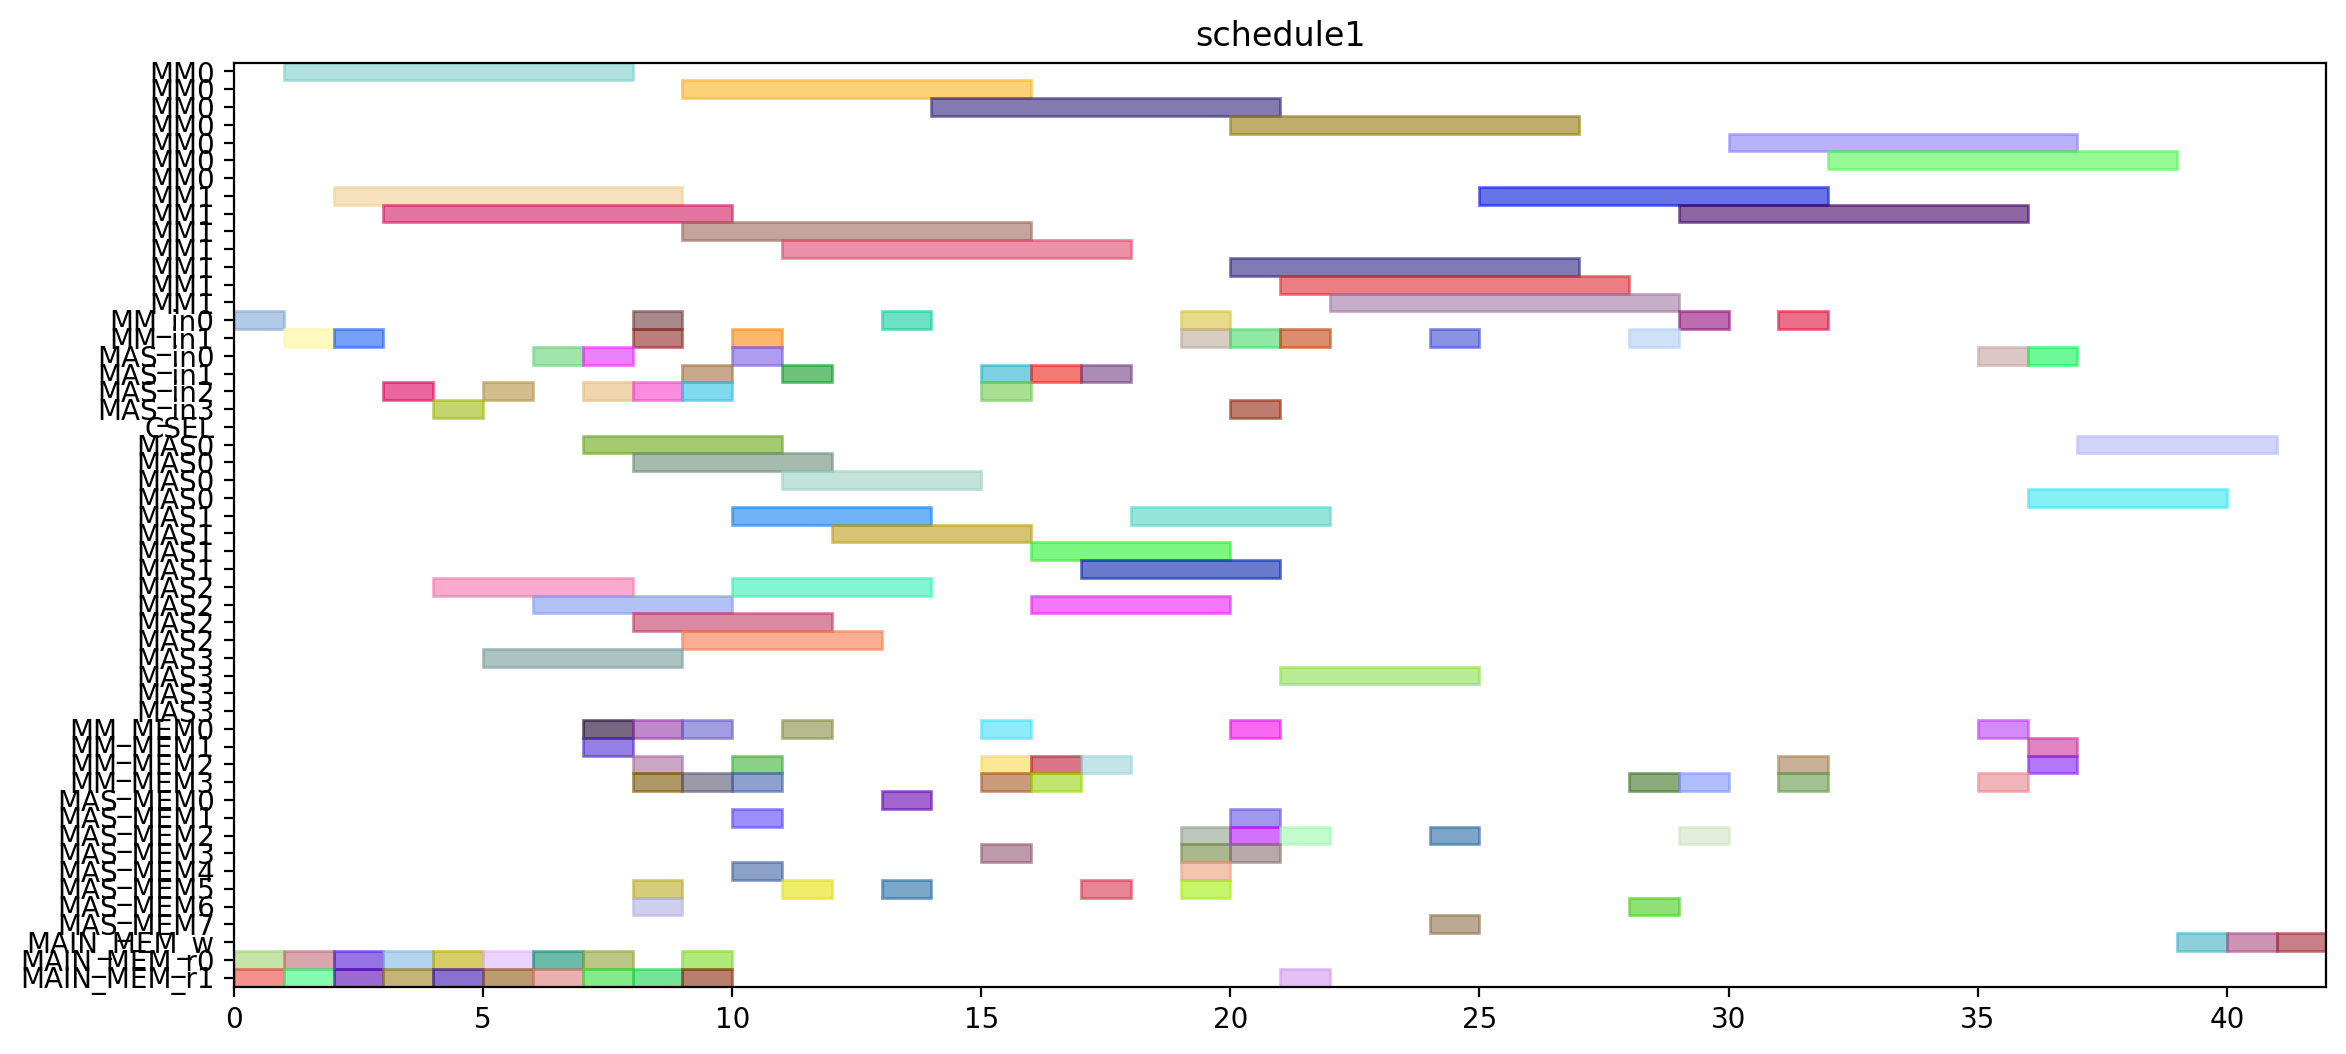 schedule1
MM0
MM0
MM0
MM0
MM0
MM0
MM0
MM1
MM1
MM1
MM1
MM1
MM1
MM1
MM_in0
MM_in1
MAS_in0
MAS_in1
MAS_in2
MAS_in3
CSEL
MAS0
MAS0
MAS0
MAS0
MAS1
MAS1
MAS1
MAS1
MAS2
MAS2
MAS2
MAS2
MAS3
MAS3
MAS3
MAS3
MM_MEM0
MM_MEM1
MM_MEM2
MM_MEM3
MAS_MEM0
MAS_MEM1
MAS_MEM2
MAS_MEM3
MAS_MEM4
MAS_MEM5
MAS_MEM6
MAS_MEM7
MAIN_MEM_w
MAIN_MEM_r0
MAIN_MEM_r1
0 5 10 15 20 25 30 35 40